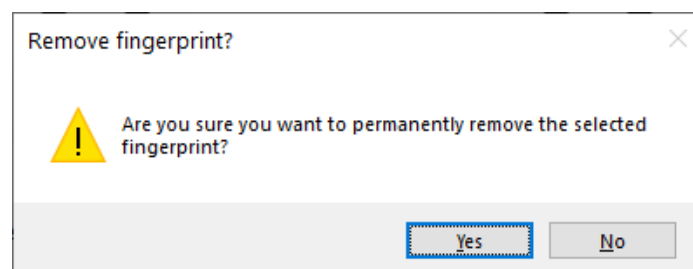 Remove fingerprint?
Are you sure you want to permanently remove the selected
fingerprint?
Yes
No